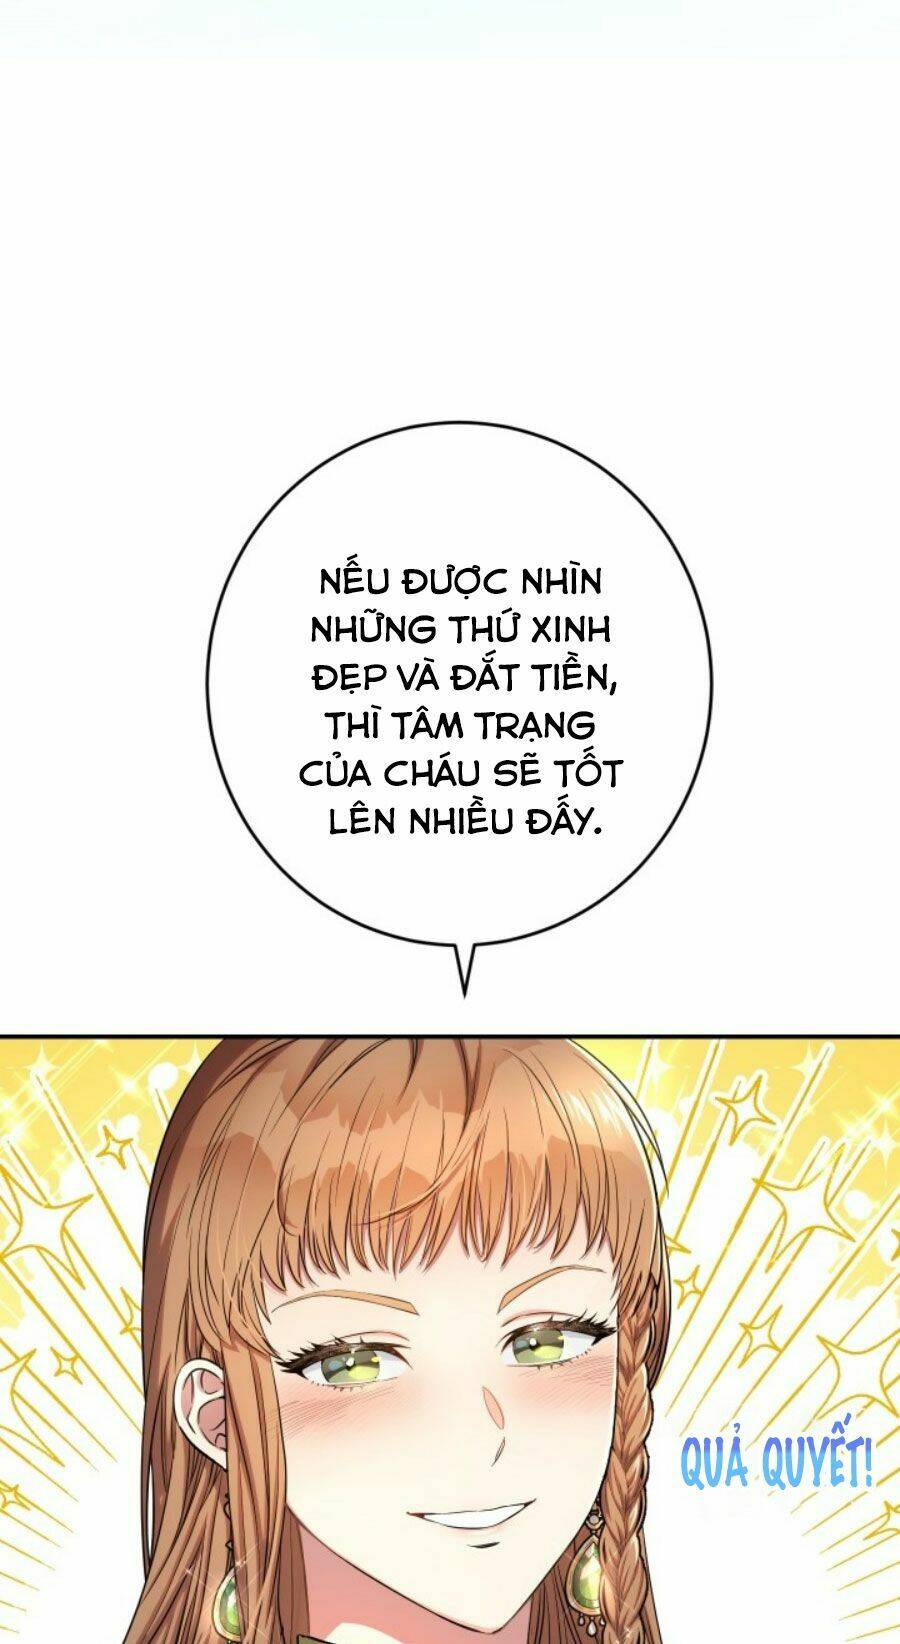 NẾU ĐƯỢC NHÌN
NHỮNG THỨ XINH
ĐẸP VÀ ĐẮT TIỀN,
THÌ TÂM TRẠNG
CỦA CHÁU SẼ TỐT
LÊN NHIỀU ĐẤY.
QUẢ QUYẾT!